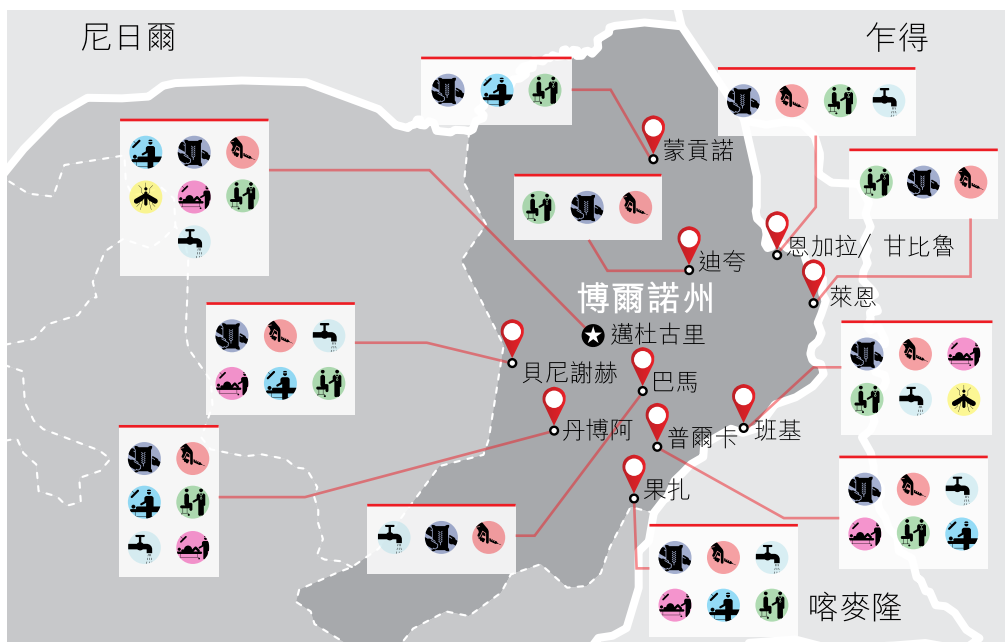 尼日爾
乍得
蒙貢諾
迪夸
恩加拉/ 甘比魯
萊恩
博爾諾州
邁杜古里
貝尼謝赫
巴馬
丹博阿
普爾卡
班基
果扎
喀麥隆